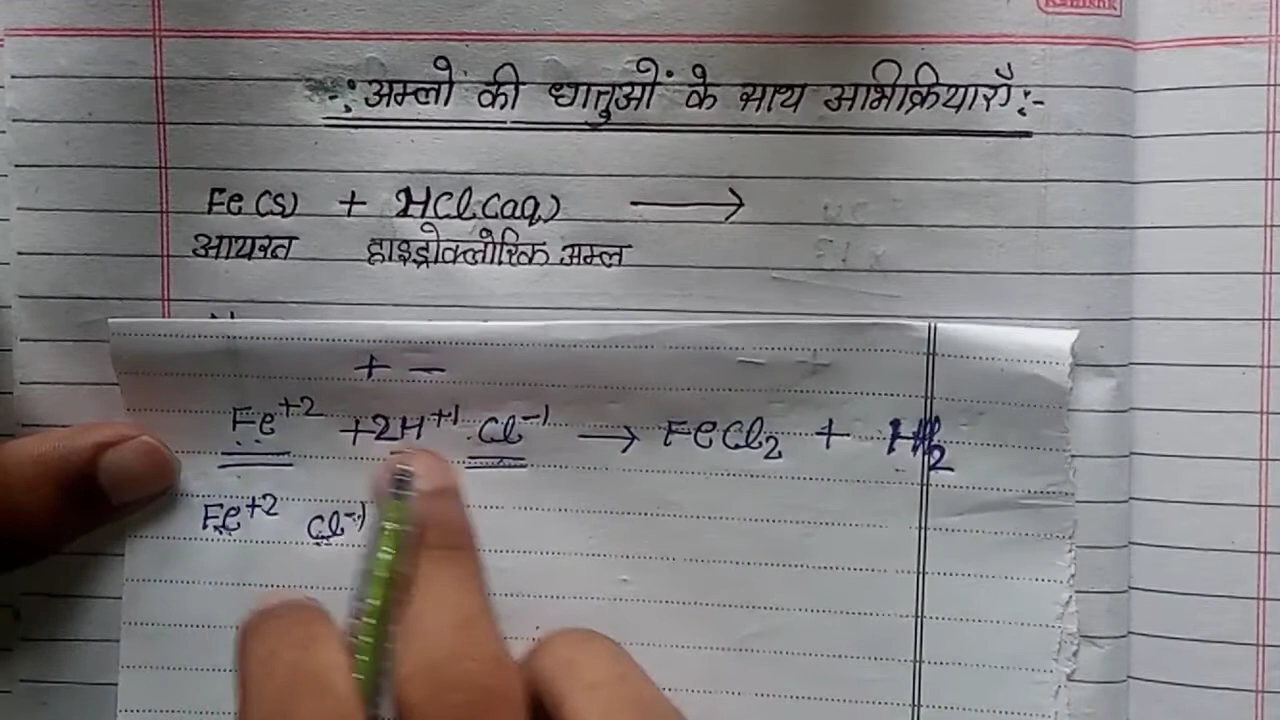 Kanishk
-: अम्लो की धातुओं के साथ अभिक्रियाएँ :-
Fe(s) + 2HCl(aq) ⟶
आयरन हाइड्रोक्लोरिक अम्ल
+ −
Fe⁺² + 2H⁺¹ Cl⁻¹ → FeCl₂ + H₂
Fe⁺² Cl⁻¹